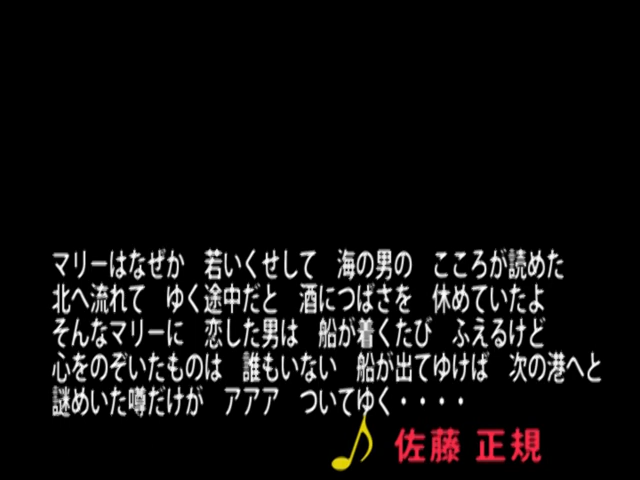 マリーはなぜか　若いくせして　海の男の　こころが読めた
北へ流れて　ゆく途中だと　酒につばさを　休めていたよ
そんなマリーに　恋した男は　船が着くたび　ふえるけど
心をのぞいたものは　誰もいない　船が出てゆけば　次の港へと
謎めいた噂だけが　アアア　ついてゆく・・・・
佐藤 正規